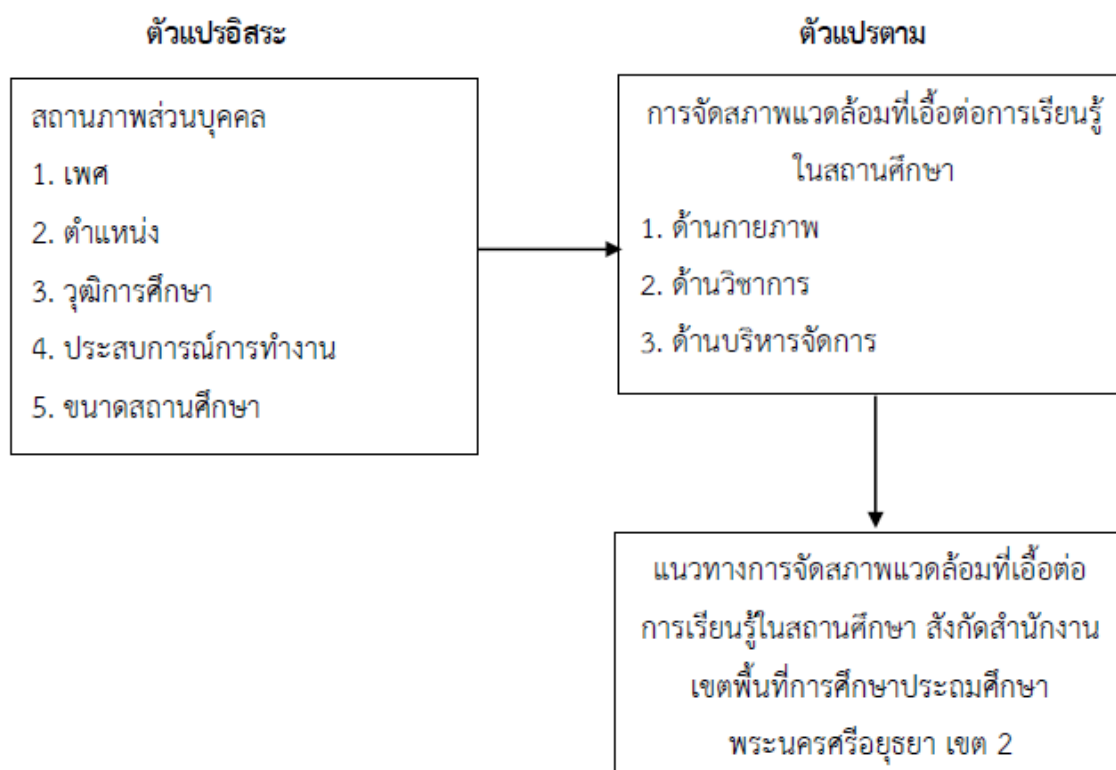 ตัวแปรอิสระ
สถานภาพส่วนบุคคล
1. เพศ
2. ตำแหน่ง
3. วุฒิการศึกษา
4. ประสบการณ์การทำงาน
5. ขนาดสถานศึกษา
ตัวแปรตาม
การจัดสภาพแวดล้อมที่เอื้อต่อการเรียนรู้
ในสถานศึกษา
1. ด้านกายภาพ
2. ด้านวิชาการ
3. ด้านบริหารจัดการ
แนวทางการจัดสภาพแวดล้อมที่เอื้อต่อ
การเรียนรู้ในสถานศึกษา สังกัดสำนักงาน
เขตพื้นที่การศึกษาประถมศึกษา
พระนครศรีอยุธยา เขต 2